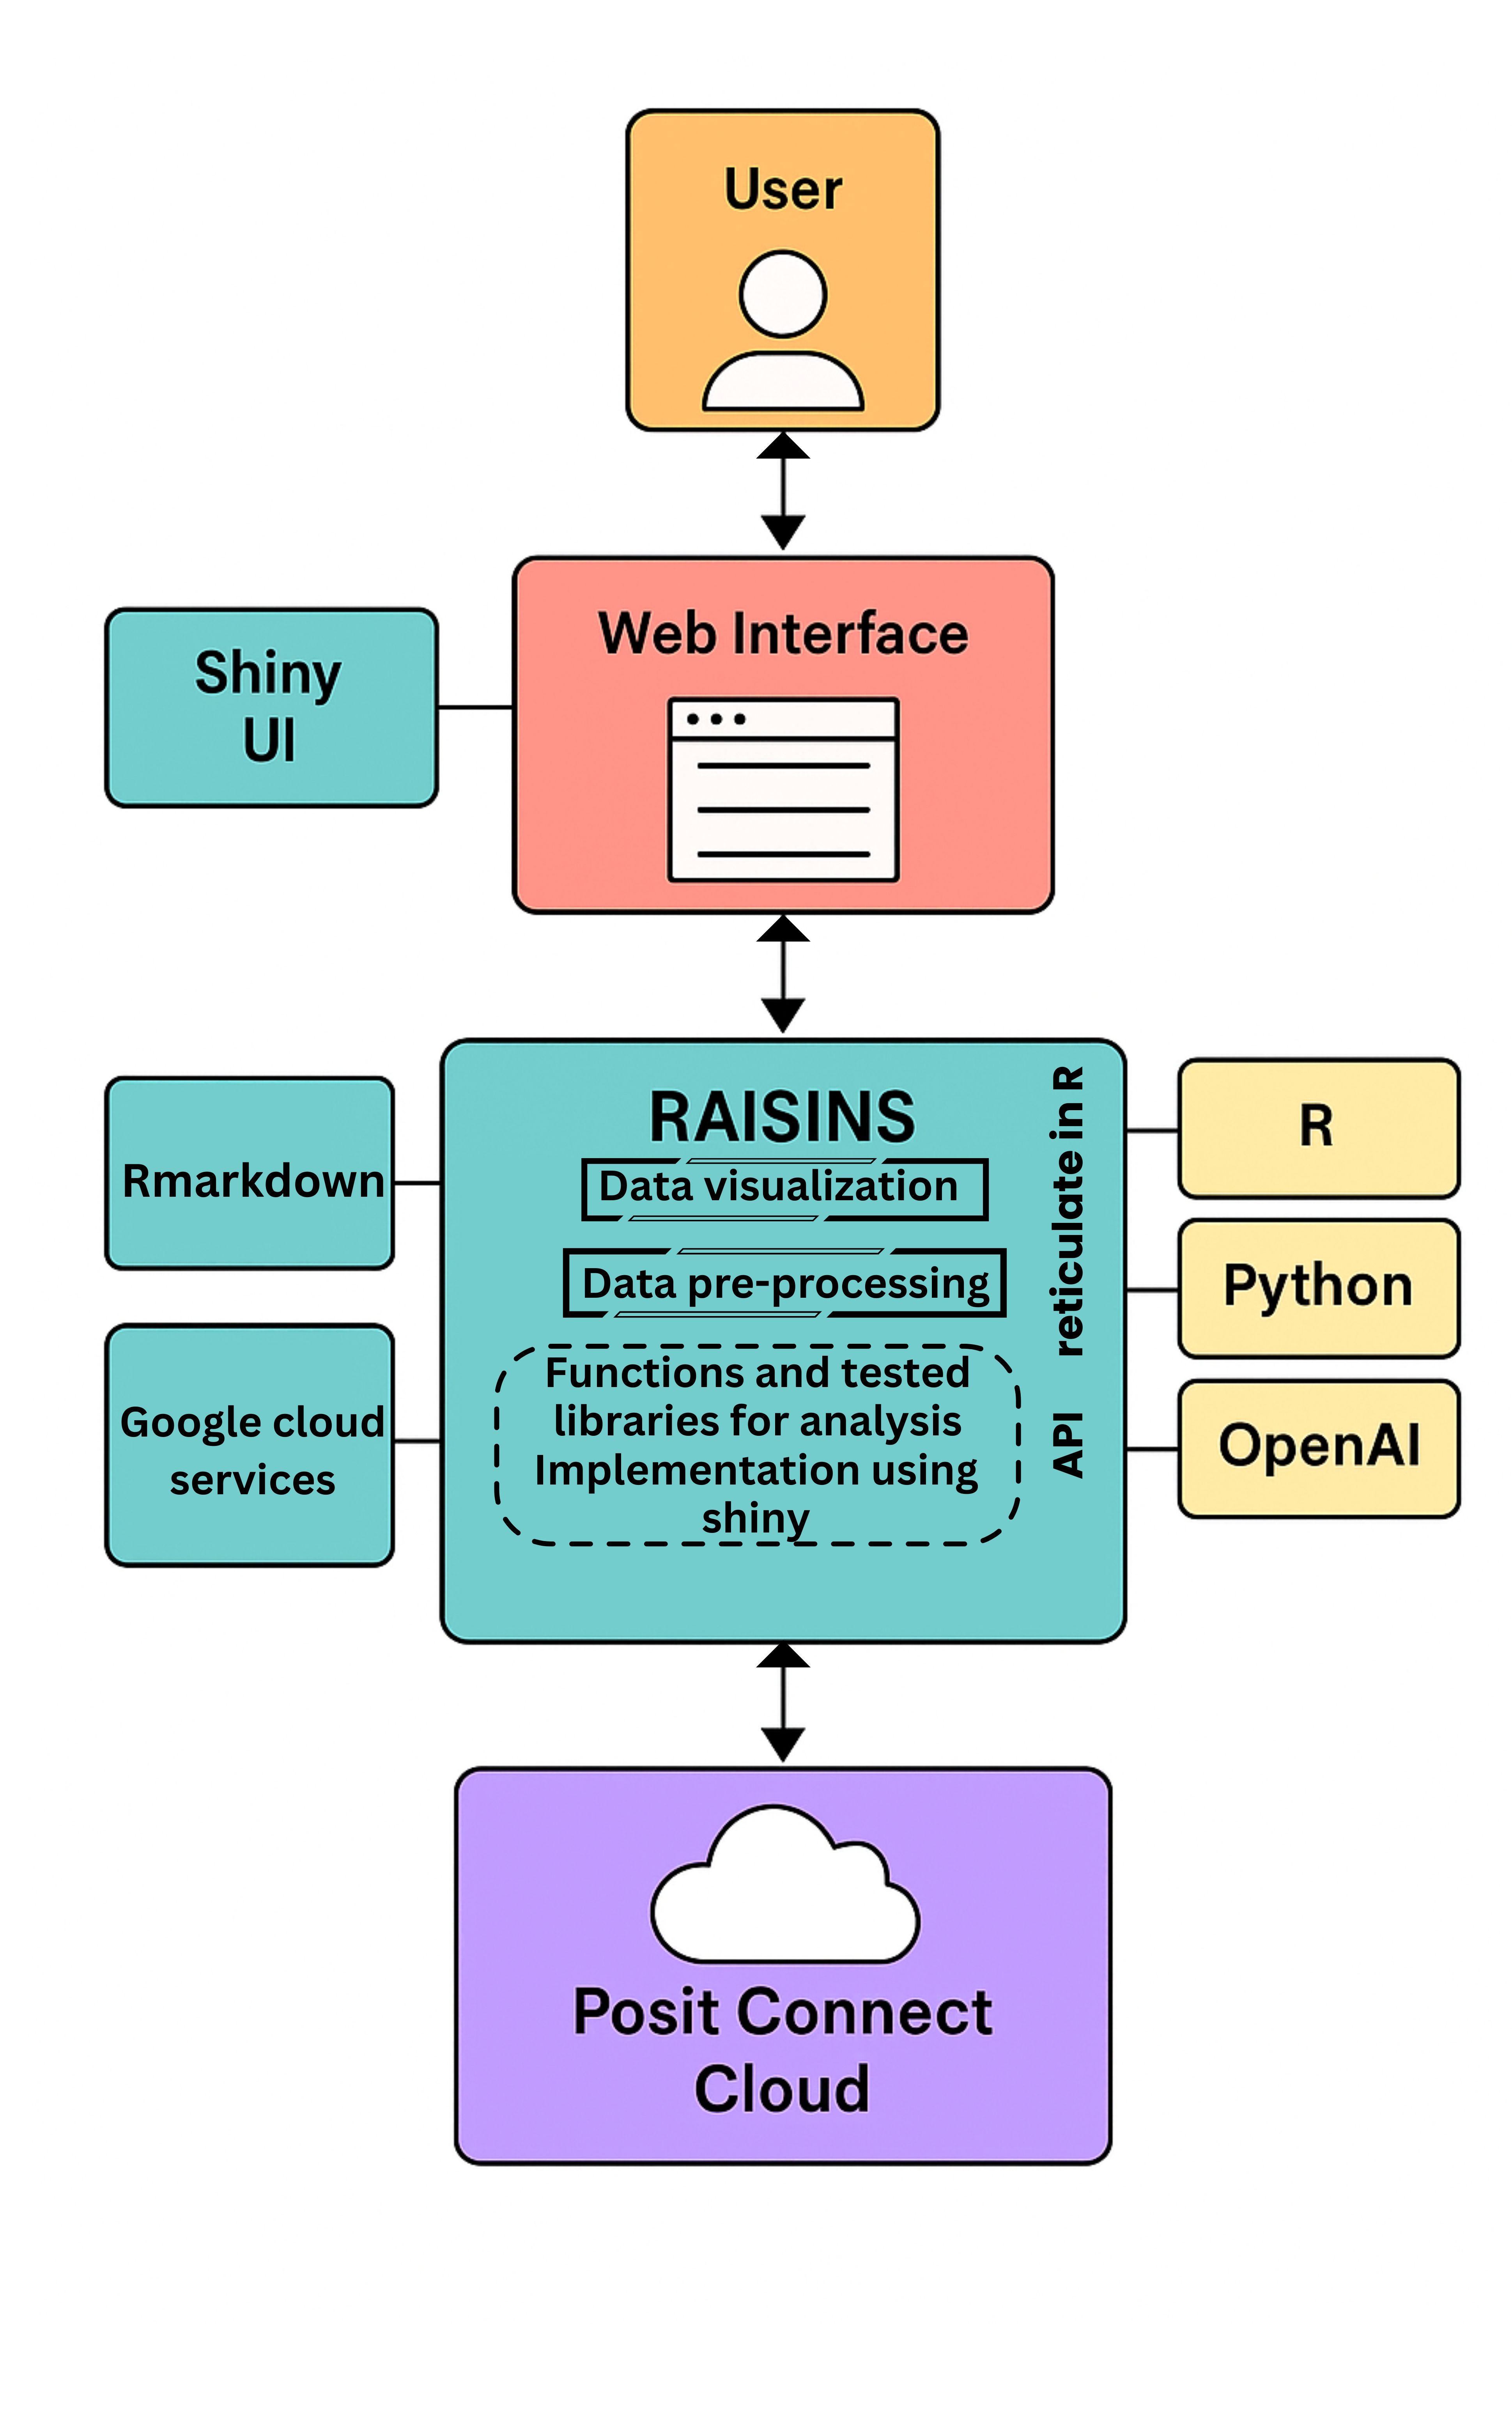 User
Web Interface
Shiny
UI
RAISINS
Data visualization
Data pre-processing
Functions and tested
libraries for analysis
Implementation using
shiny
reticulate in R
API
Rmarkdown
Google cloud
services
R
Python
OpenAI
Posit Connect
Cloud